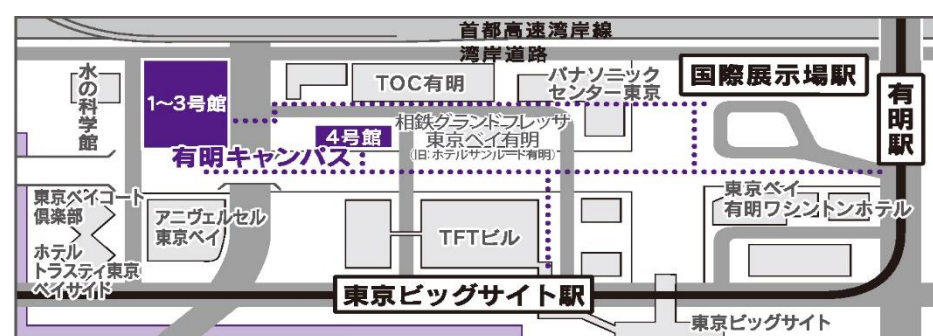 首都高速湾岸線
湾岸道路
水の科学館
1〜3号館
TOC有明
パナソニック
センター東京
国際展示場駅
有明駅
4号館
相鉄グランドフレッサ
東京ベイ有明
(旧:ホテルサンルート有明)
有明キャンパス
東京ベイコート
倶楽部
ホテル
トラスティ東京
ベイサイド
アニヴェルセル
東京ベイ
TFTビル
東京ベイ
有明ワシントンホテル
東京ビッグサイト駅
東京ビッグサイト